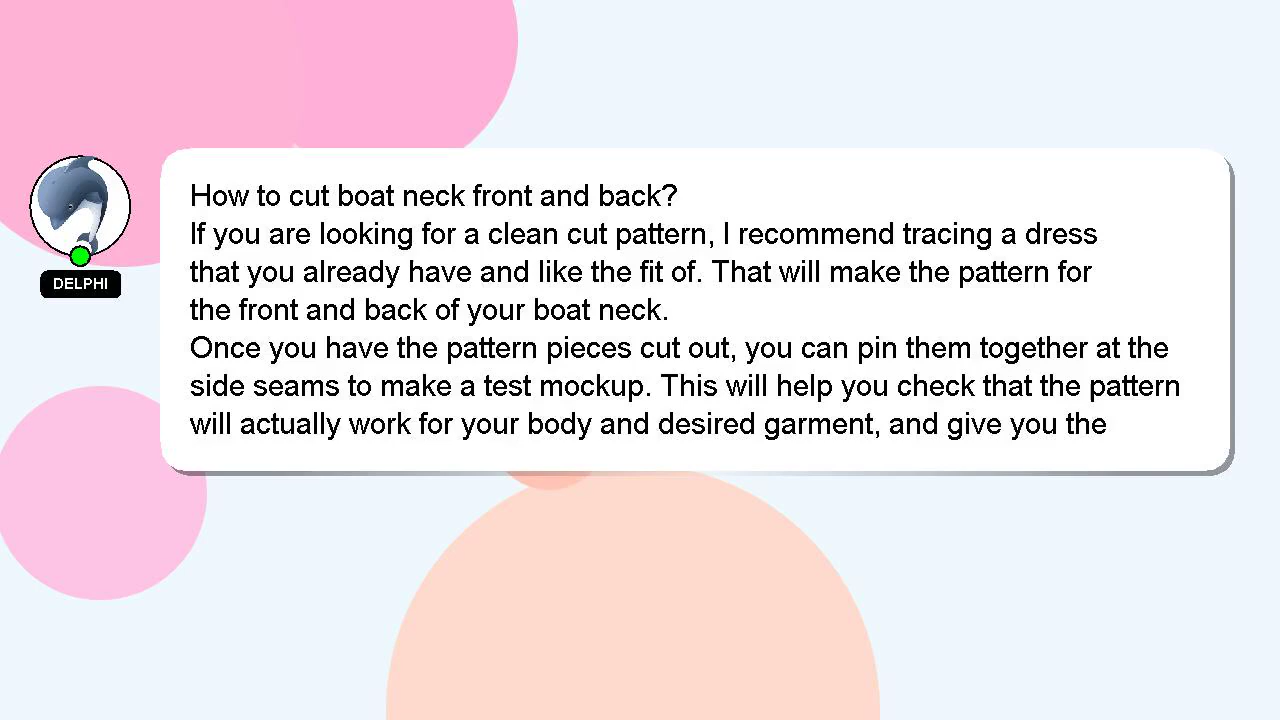 How to cut boat neck front and back?
If you are looking for a clean cut pattern, I recommend tracing a dress
that you already have and like the fit of. That will make the pattern for
the front and back of your boat neck.
Once you have the pattern pieces cut out, you can pin them together at the
side seams to make a test mockup. This will help you check that the pattern
will actually work for your body and desired garment, and give you the
DELPHI